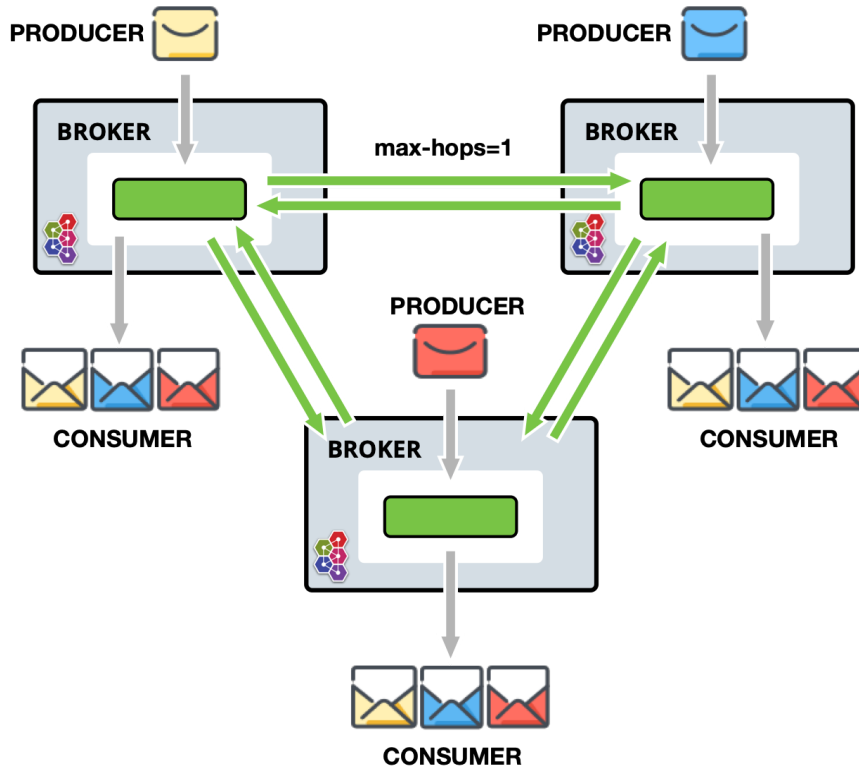 PRODUCER
PRODUCER
BROKER
BROKER
max-hops=1
PRODUCER
CONSUMER
CONSUMER
BROKER
CONSUMER